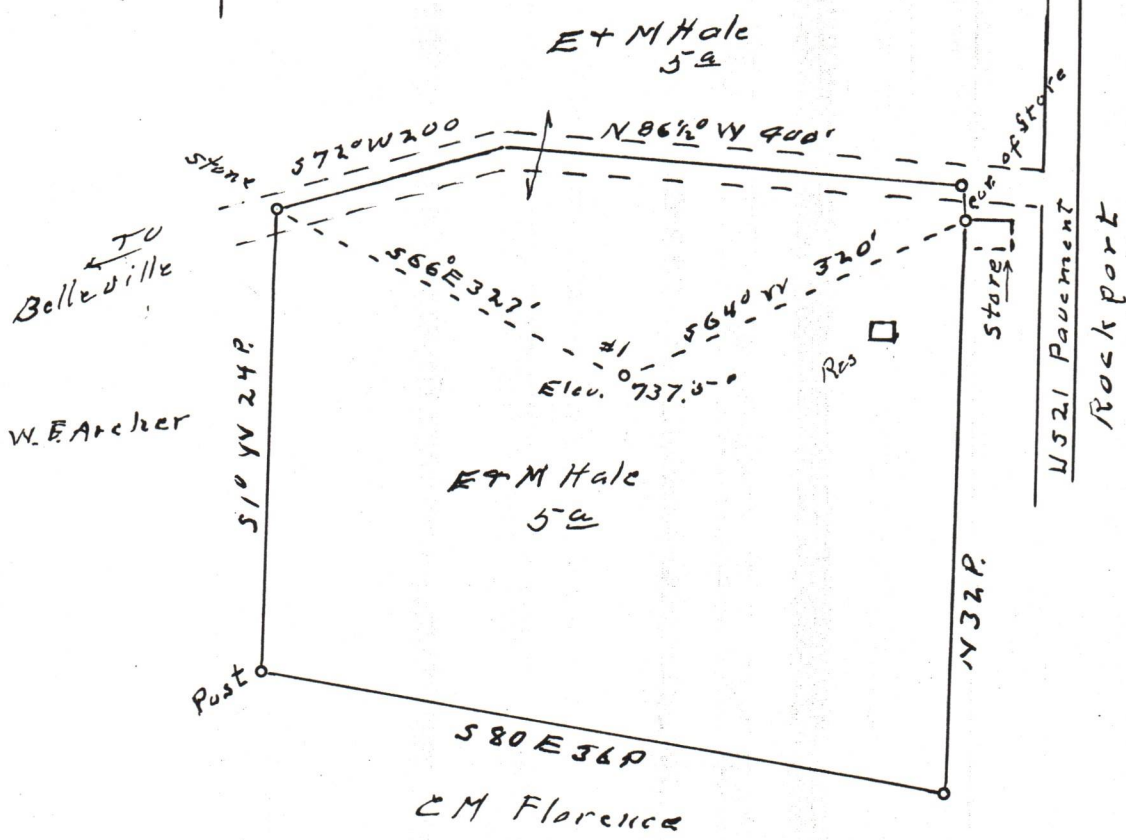 E + M Hale
5 a
Stone
S 72° W 200
N 86½° W 400'
cor. of store
TO
Belleville
S 66° E 327'
S 64° W 320'
#1
Elev. 737.5
Res
Store
US 21 Pavement
Rockport
S 1° W 24 P.
W. E. Archer
E + M Hale
5 a
N 32 P.
Post
S 80 E 36 P
C M Florence